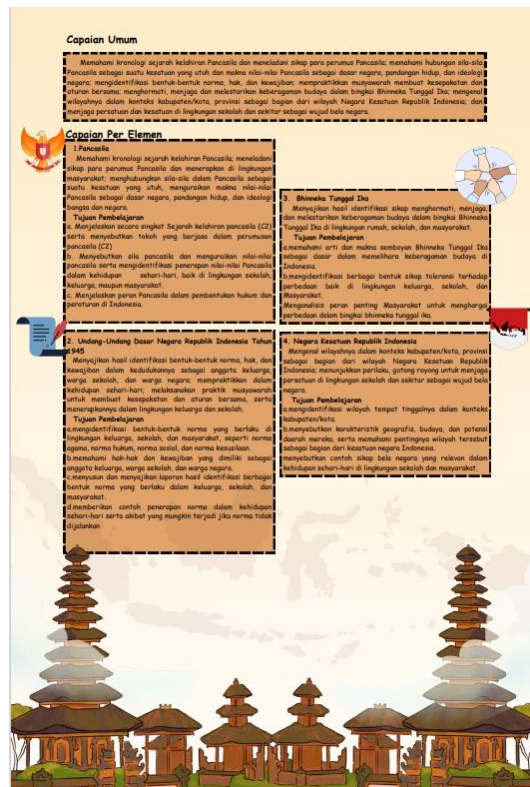 Capaian Umum
Memahami kronologi sejarah kelahiran Pancasila dan meneladani sikap para perumus Pancasila; memahami hubungan sila-sila
Pancasila sebagai suatu kesatuan yang utuh dan makna nilai-nilai Pancasila sebagai dasar negara, pandangan hidup, dan ideologi
negara; mengidentifikasi bentuk-bentuk norma, hak, dan kewajiban; mempraktikkan musyawarah membuat kesepakatan dan
aturan bersama; menghormati, menjaga dan melestarikan keberagaman budaya dalam bingkai Bhinneka Tunggal Ika; mengenal
wilayahnya dalam konteks kabupaten/kota, provinsi sebagai bagian dari wilayah Negara Kesatuan Republik Indonesia; dan
menjaga persatuan dan kesatuan di lingkungan sekolah dan sekitar sebagai wujud bela negara.
Capaian Per Elemen
1.Pancasila
Memahami kronologi sejarah kelahiran Pancasila; meneladani
sikap para perumus Pancasila dan menerapkan di lingkungan
masyarakat; menghubungkan sila-sila dalam Pancasila sebagai
suatu kesatuan yang utuh, menguraikan makna nilai-nilai
Pancasila sebagai dasar negara, pandangan hidup, dan ideologi
bangsa dan negara.
Tujuan Pembelajaran
a. Menjelaskan secara singkat Sejarah kelahiran pancasila (C2)
serta menyebutkan tokoh yang berjasa dalam perumusan
pancasila (C2)
b. Menyebutkan sila pancasila dan menguraikan nilai-nilai
pancasila serta mengidentifikasi penerapan nilai-nilai Pancasila
dalam kehidupan sehari-hari, baik di lingkungan sekolah,
keluarga, maupun masyarakat.
c. Menjelaskan peran Pancasila dalam pembentukan hukum dan
peraturan di Indonesia.
2. Undang-Undang Dasar Negara Republik Indonesia Tahun
1945
Menyajikan hasil identifikasi bentuk-bentuk norma, hak, dan
kewajiban dalam kedudukannya sebagai anggota keluarga,
warga sekolah, dan warga negara; mempraktikkan dalam
kehidupan sehari-hari; melaksanakan praktik musyawarah
untuk membuat kesepakatan dan aturan bersama, serta
menerapkannya dalam lingkungan keluarga dan sekolah.
Tujuan Pembelajaran
a.mengidentifikasi bentuk-bentuk norma yang berlaku di
lingkungan keluarga, sekolah, dan masyarakat, seperti norma
agama, norma hukum, norma sosial, dan norma kesusilaan.
b.memahami hak-hak dan kewajiban yang dimiliki sebagai
anggota keluarga, warga sekolah, dan warga negara.
c.menyusun dan menyajikan laporan hasil identifikasi berbagai
bentuk norma yang berlaku dalam keluarga, sekolah, dan
masyarakat.
d.memberikan contoh penerapan norma dalam kehidupan
sehari-hari serta akibat yang mungkin terjadi jika norma tidak
dijalankan
3. Bhinneka Tunggal Ika
Menyajikan hasil identifikasi sikap menghormati, menjaga,
dan melestarikan keberagaman budaya dalam bingkai Bhinneka
Tunggal Ika di lingkungan rumah, sekolah, dan masyarakat.
Tujuan Pembelajaran
a.memahami arti dan makna semboyan Bhinneka Tunggal Ika
sebagai dasar dalam memelihara keberagaman budaya di
Indonesia.
b.mengidentifikasi berbagai bentuk sikap toleransi terhadap
perbedaan baik di lingkungan keluarga, sekolah, dan
Masyarakat.
Menganalisis peran penting Masyarakat untuk menghargai
perbedaan dalam bingkai bhinneka tunggal ika.
4. Negara Kesatuan Republik Indonesia
Mengenal wilayahnya dalam konteks kabupaten/kota, provinsi
sebagai bagian dari wilayah Negara Kesatuan Republik
Indonesia; menunjukkan perilaku, gotong royong untuk menjaga
persatuan di lingkungan sekolah dan sekitar sebagai wujud bela
negara.
Tujuan Pembelajaran
a.mengidentifikasi wilayah tempat tinggalnya dalam konteks
kabupaten/kota.
b.menyebutkan karakteristik geografis, budaya, dan potensi
daerah mereka, serta memahami pentingnya wilayah tersebut
sebagai bagian dari kesatuan negara Indonesia.
menyebutkan contoh sikap bela negara yang relevan dalam
kehidupan sehari-hari di lingkungan sekolah dan masyarakat,